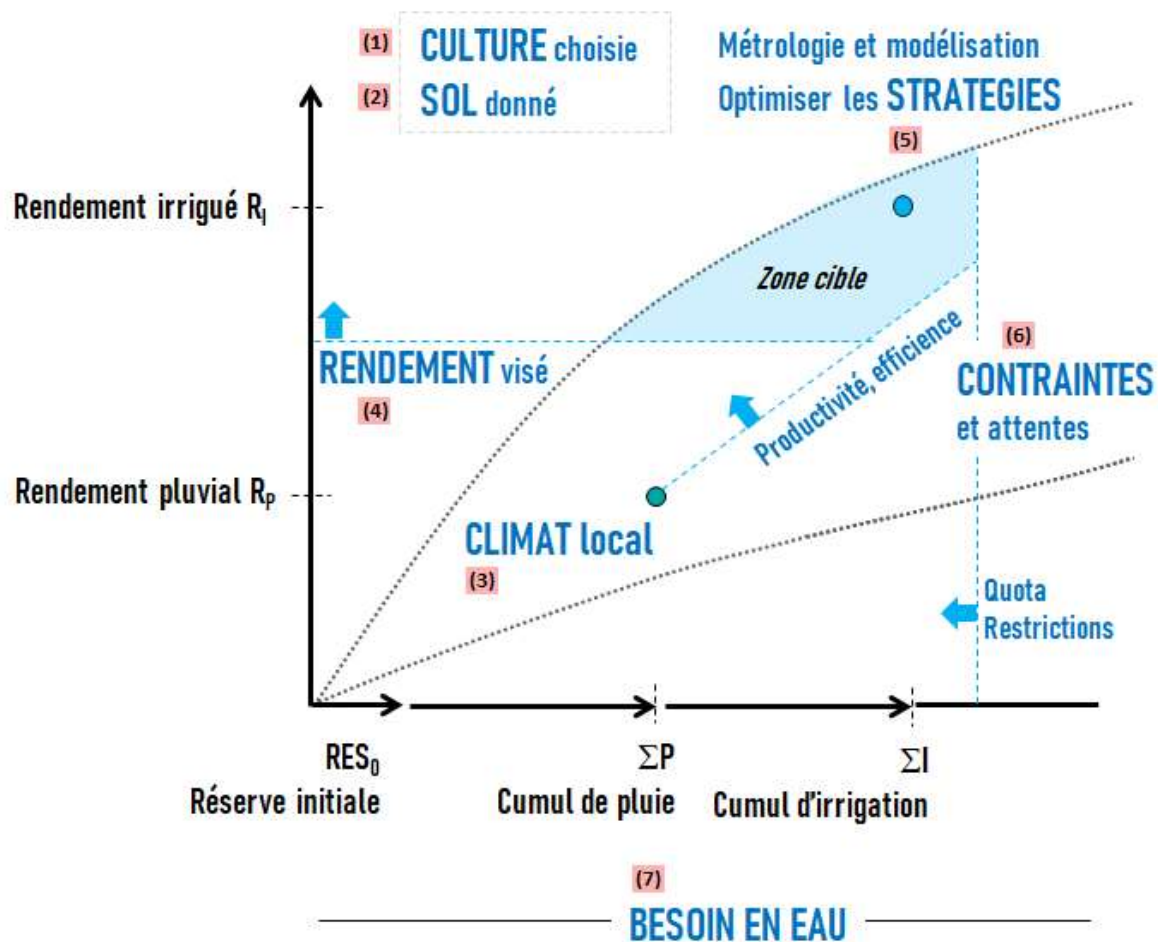 (1) CULTURE choisie
(2) SOL donné
Métrologie et modélisation
Optimiser les STRATEGIES
(5)
Rendement irrigué R_I
Zone cible
RENDEMENT visé
(4)
Productivité, efficience
(6)
CONTRAINTES
et attentes
Rendement pluvial R_P
CLIMAT local
(3)
Quota
Restrictions
RES₀
Réserve initiale
ΣP
Cumul de pluie
ΣI
Cumul d'irrigation
(7)
BESOIN EN EAU